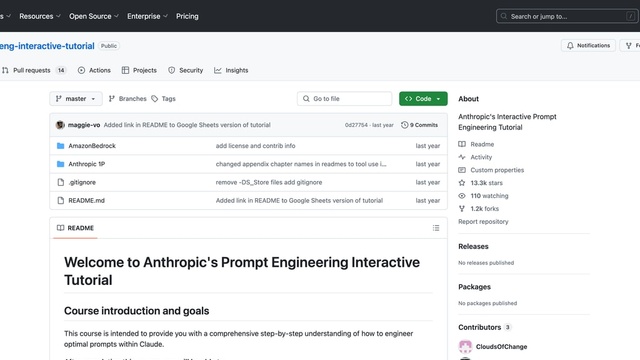 s Resources Open Source Enterprise Pricing Search or jump to... /
eng-interactive-tutorial Public Notifications
Pull requests 14 Actions Projects Security Insights
master Branches Tags Go to file Code
maggie-vo Added link in README to Google Sheets version of tutorial 0d27754 · last year 9 Commits
AmazonBedrock add license and contrib info last year
Anthropic 1P changed appendix chapter names in readmes to tool use i... last year
.gitignore remove -DS_Store files add gitignore last year
README.md Added link in README to Google Sheets version of tutorial last year
README
Welcome to Anthropic's Prompt Engineering Interactive
Tutorial
Course introduction and goals
This course is intended to provide you with a comprehensive step-by-step understanding of how to engineer
optimal prompts within Claude.
About
Anthropic's Interactive Prompt
Engineering Tutorial
Readme
Activity
Custom properties
13.3k stars
110 watching
1.2k forks
Report repository
Releases
No releases published
Packages
No packages published
Contributors 3
CloudsOfChange